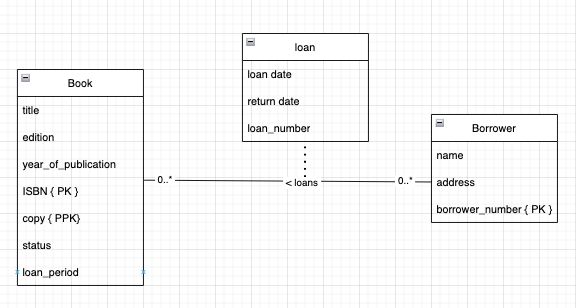 loan
loan date
return date
loan_number
Book
title
edition
year_of_publication
ISBN { PK }
copy { PPK}
status
loan_period
0..*
< loans
0..*
Borrower
name
address
borrower_number { PK }